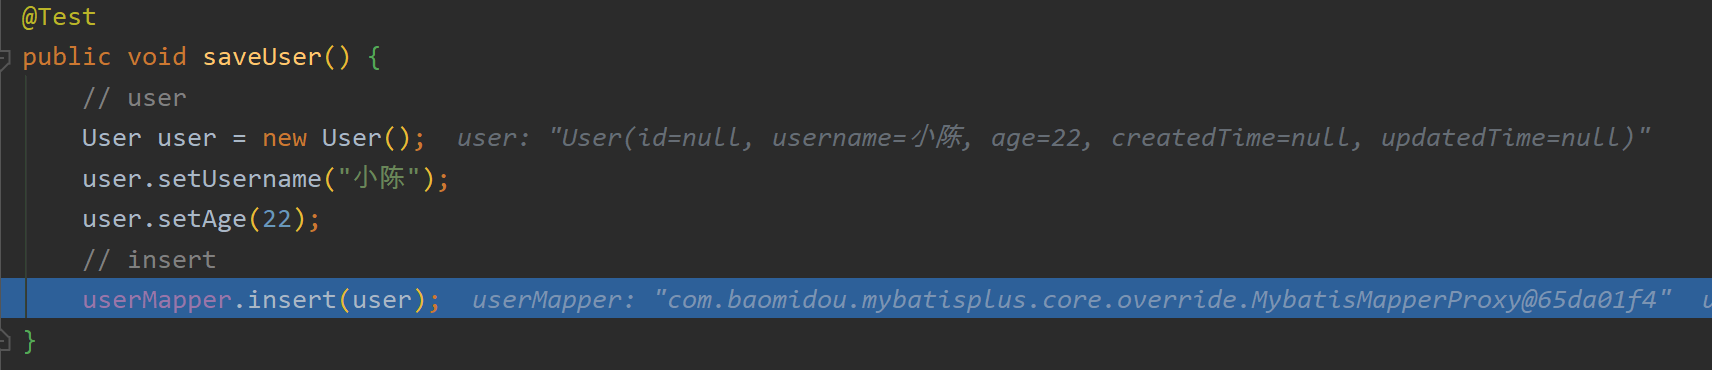 @Test
public void saveUser() {
// user
User user = new User(); user: "User(id=null, username=小陈, age=22, createdTime=null, updatedTime=null)"
user.setUsername("小陈");
user.setAge(22);
// insert
userMapper.insert(user); userMapper: "com.baomidou.mybatisplus.core.override.MybatisMapperProxy@65da01f4"
}